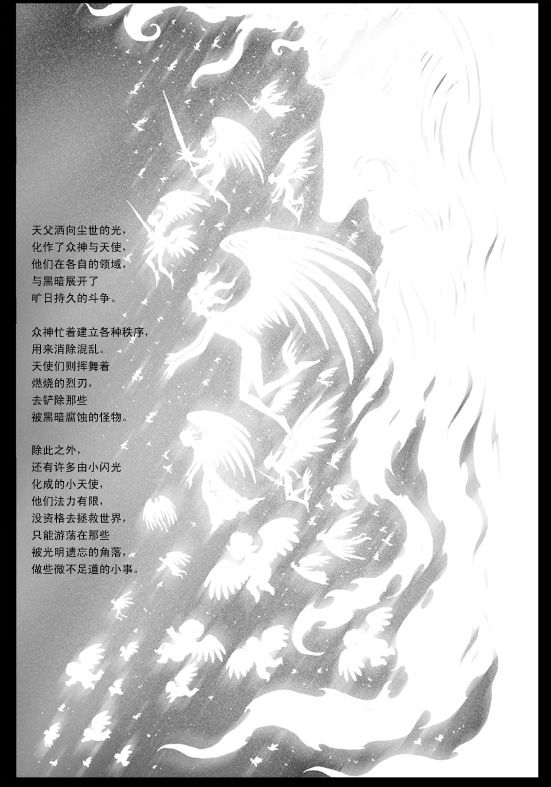 天父洒向尘世的光，
化作了众神与天使，
他们在各自的领域，
与黑暗展开了
旷日持久的斗争。
众神忙着建立各种秩序，
用来消除混乱。
天使们则挥舞着
燃烧的烈刃，
去铲除那些
被黑暗腐蚀的怪物。
除此之外，
还有许多由小闪光
化成的小天使，
他们法力有限，
没资格去拯救世界，
只能游荡在那些
被光明遗忘的角落，
做些微不足道的小事。